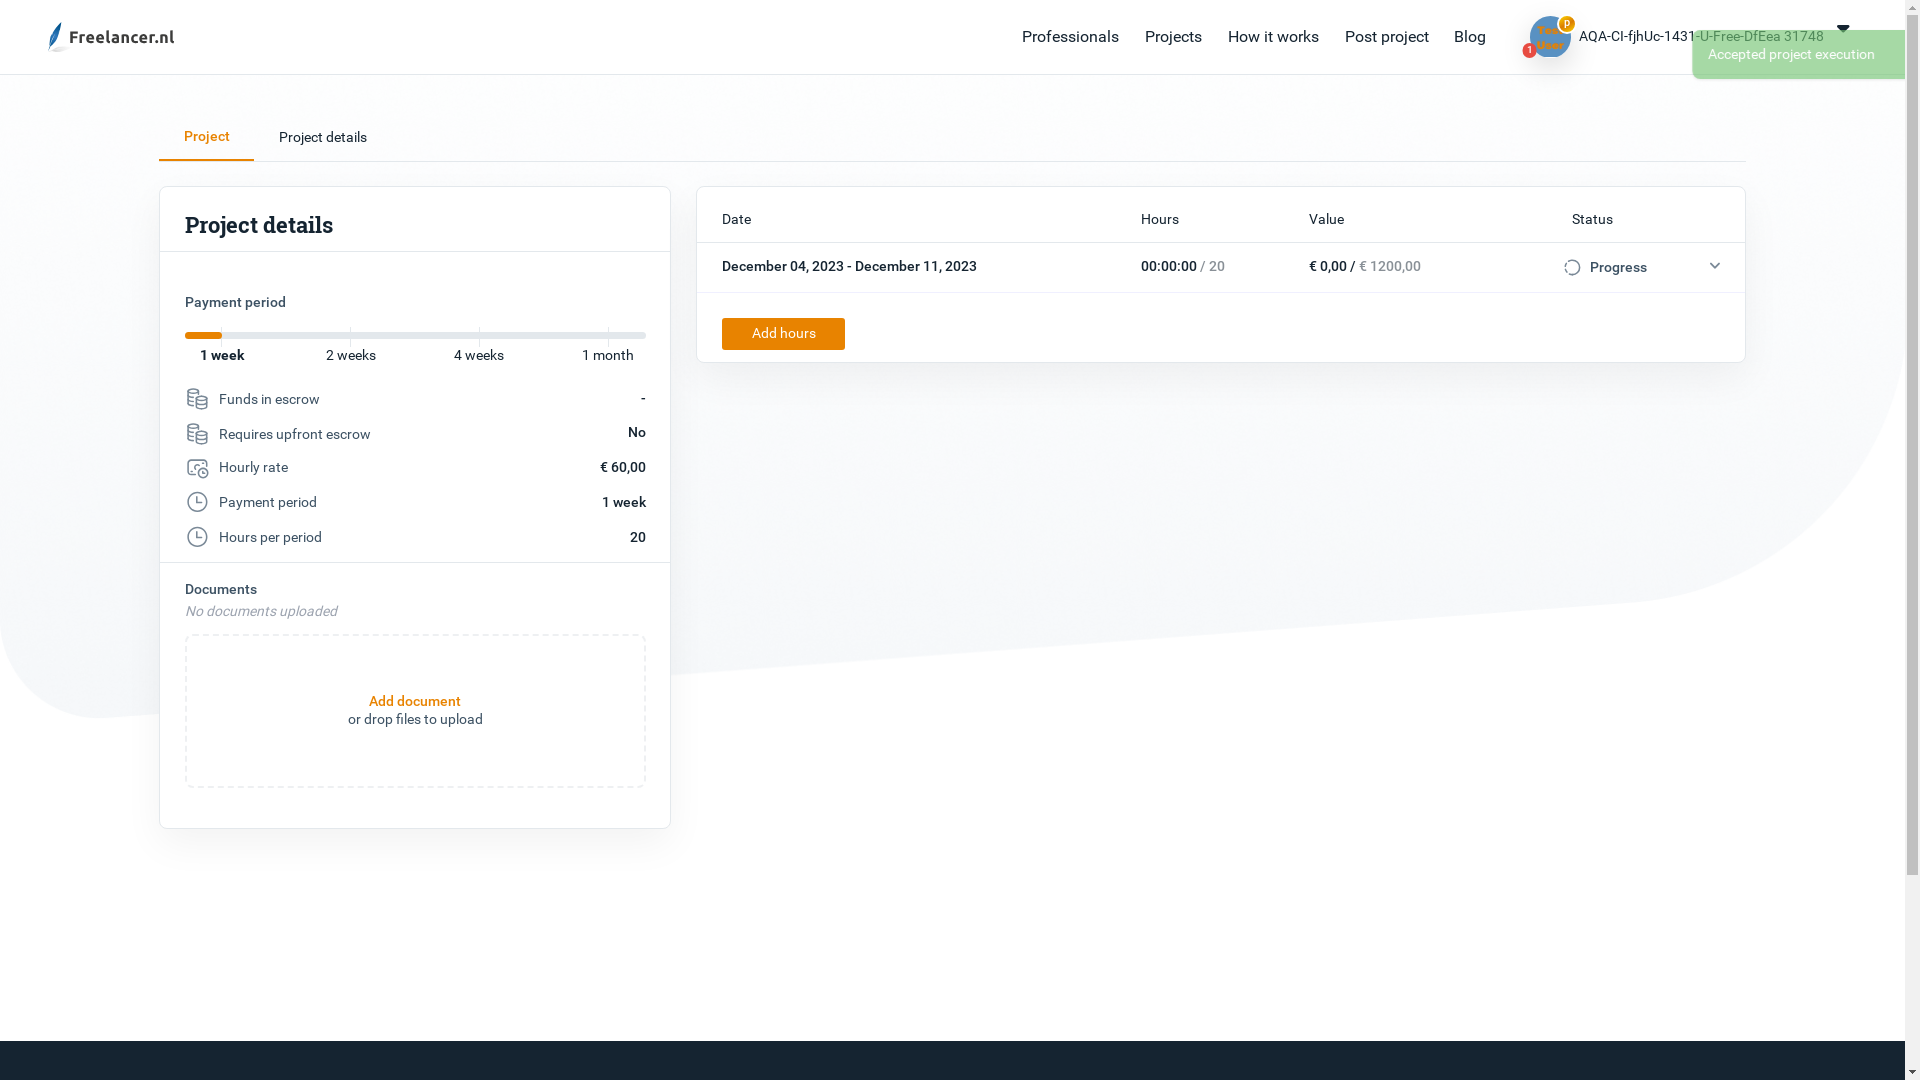 Freelancer.nl
Professionals
Projects
How it works
Post project
Blog
p
1
AQA-CI-fjhUc-1431-U-Free-DfEea 31748
Accepted project execution
Project
Project details
Project details
Payment period
1 week
2 weeks
4 weeks
1 month
Funds in escrow -
Requires upfront escrow No
Hourly rate € 60,00
Payment period 1 week
Hours per period 20
Documents
No documents uploaded
Add document
or drop files to upload
Date Hours Value Status
December 04, 2023 - December 11, 2023 00:00:00 / 20 € 0,00 / € 1200,00 Progress
Add hours